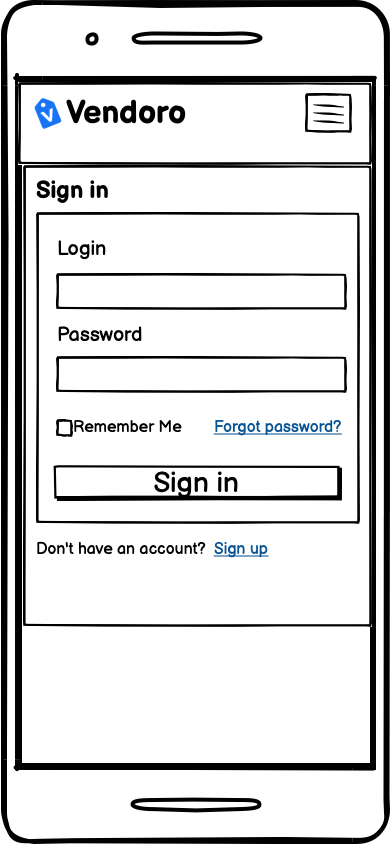 Vendoro
Sign in
Login
Password
Remember Me Forgot password?
Sign in
Don't have an account? Sign up